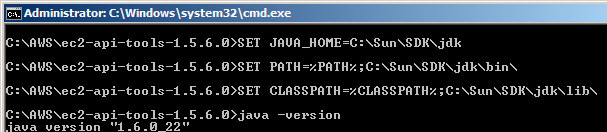 Administrator: C:\Windows\system32\cmd.exe
C:\AWS\ec2-api-tools-1.5.6.0>SET JAVA_HOME=C:\Sun\SDK\jdk
C:\AWS\ec2-api-tools-1.5.6.0>SET PATH=%PATH%;C:\Sun\SDK\jdk\bin\
C:\AWS\ec2-api-tools-1.5.6.0>SET CLASSPATH=%CLASSPATH%;C:\Sun\SDK\jdk\lib\
C:\AWS\ec2-api-tools-1.5.6.0>java -version
java version "1.6.0_22"